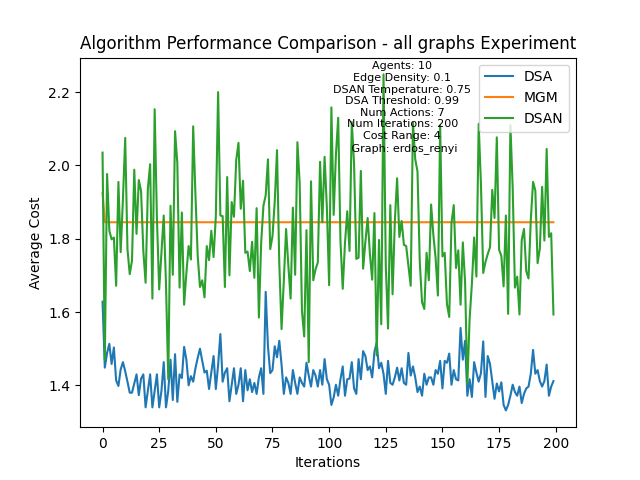 Algorithm Performance Comparison - all graphs Experiment
Agents: 10
Edge Density: 0.1
DSAN Temperature: 0.75
DSA Threshold: 0.99
Num Actions: 7
Num Iterations: 200
Cost Range: 4
Graph: erdos_renyi
DSA
MGM
DSAN
Average Cost
2.2
2.0
1.8
1.6
1.4
0
25
50
75
100
125
150
175
200
Iterations